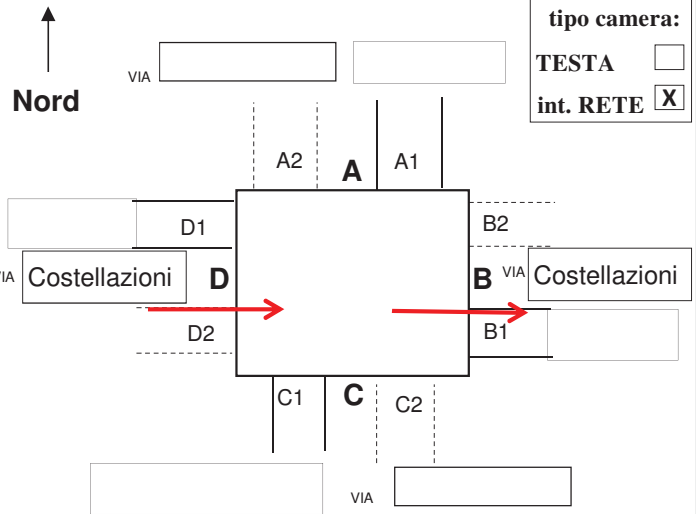 tipo camera:
TESTA
int. RETE X
Nord
VIA
A2 A A1
D1 B2
VIA Costellazioni D B VIA Costellazioni
D2 B1
C1 C C2
VIA